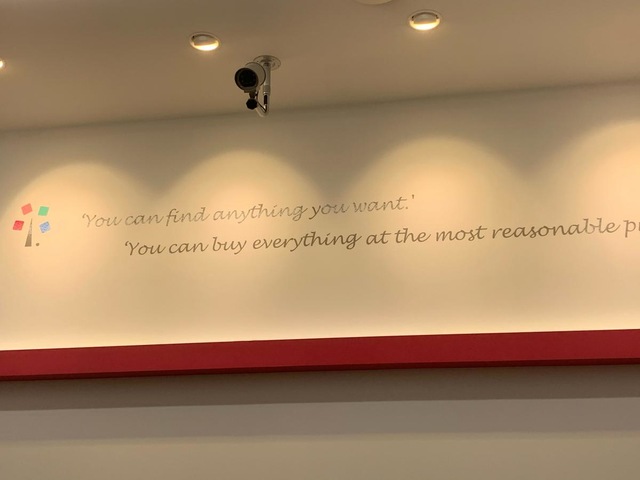 'You can find anything you want.'
'You can buy everything at the most reasonable